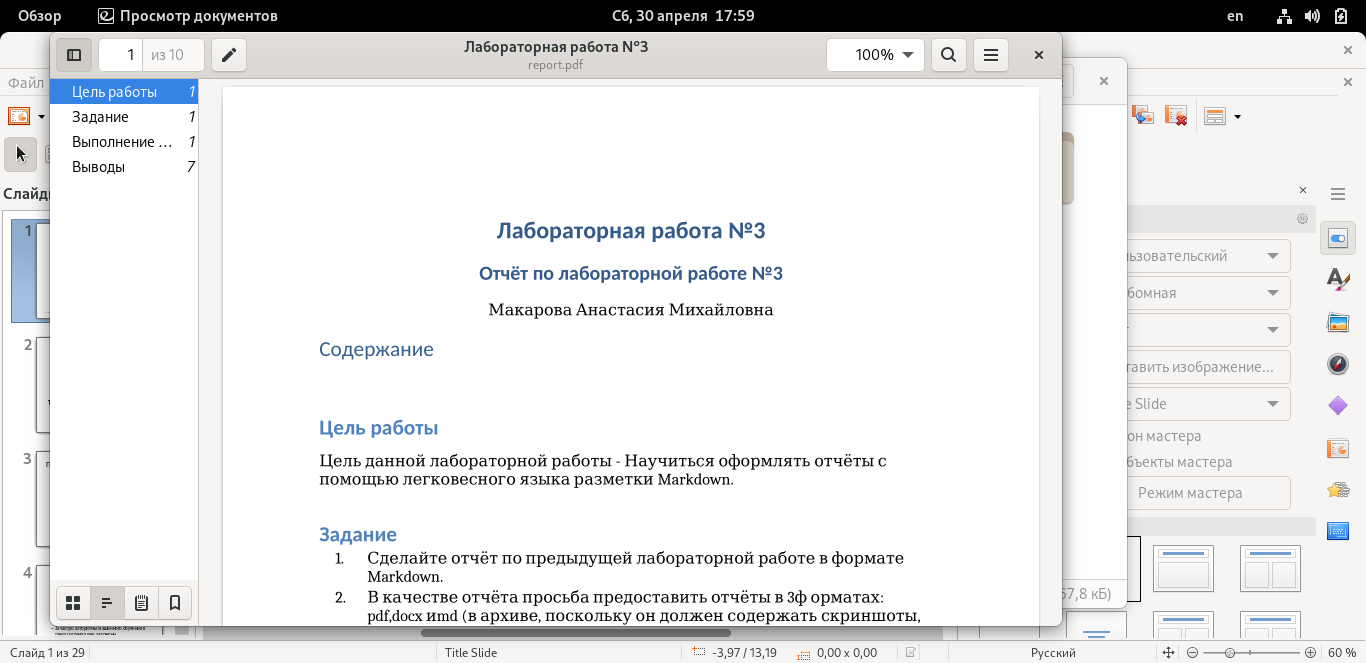 Обзор
Просмотр документов
Сб, 30 апреля 17:59
en
1 из 10
Лабораторная работа №3
report.pdf
100%
Файл
Цель работы 1
Задание 1
Выполнение ... 1
Выводы 7
Лабораторная работа №3
Отчёт по лабораторной работе №3
Макарова Анастасия Михайловна
Содержание
Цель работы
Цель данной лабораторной работы - Научиться оформлять отчёты с
помощью легковесного языка разметки Markdown.
Задание
1. Сделайте отчёт по предыдущей лабораторной работе в формате
Markdown.
2. В качестве отчёта просьба предоставить отчёты в 3ф орматах:
pdf,docx иmd (в архиве, поскольку он должен содержать скриншоты,
1
2
3
4
тавить изображение...
e Slide
он мастера
бъекты мастера
Режим мастера
57,8 кБ)
Слайд 1 из 29
Title Slide
-3,97 / 13,19
0,00 x 0,00
Русский
60 %